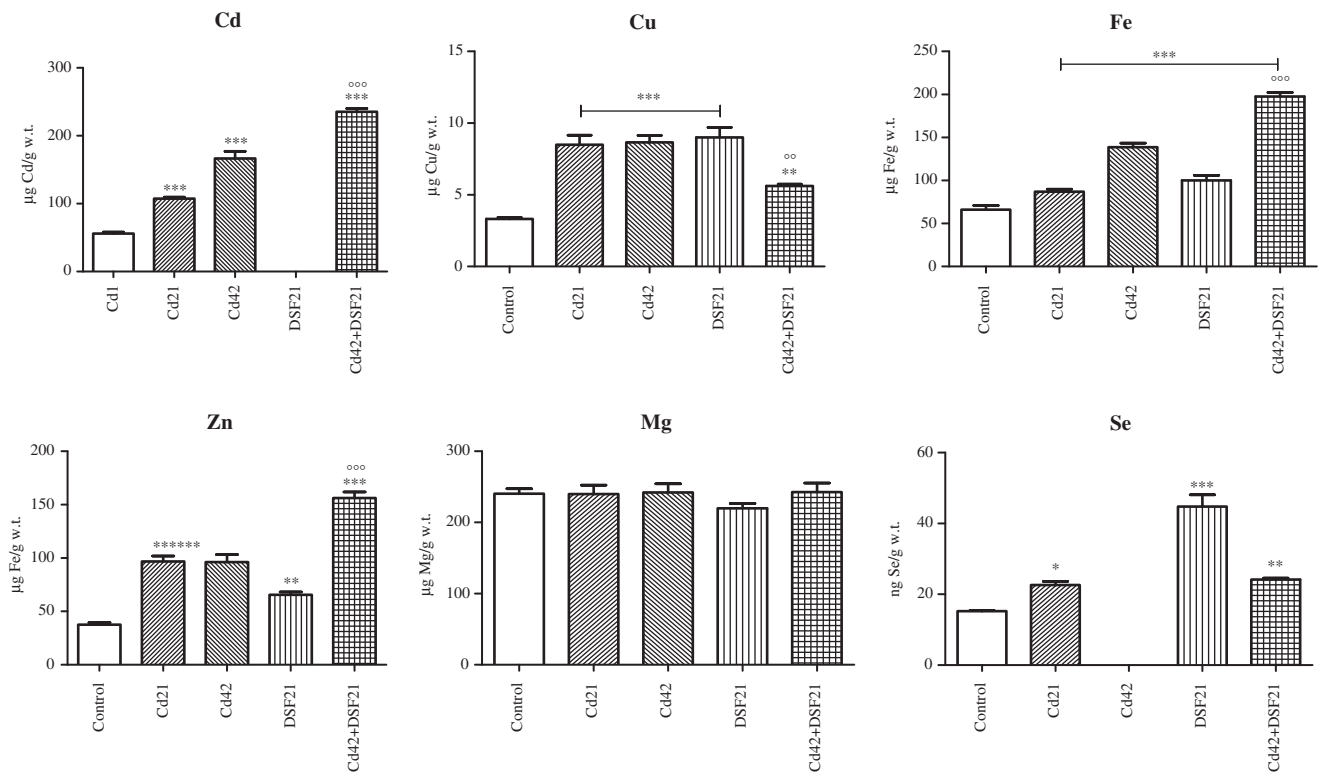 Cd
300
200
100
0
µg Cd/g w.t.
***
***
°°°
***
Cd1
Cd21
Cd42
DSF21
Cd42+DSF21
Cu
15
10
5
0
µg Cu/g w.t.
***
°°
**
Control
Cd21
Cd42
DSF21
Cd42+DSF21
Fe
250
200
150
100
50
0
µg Fe/g w.t.
***
°°°
Control
Cd21
Cd42
DSF21
Cd42+DSF21
Zn
200
150
100
50
0
µg Fe/g w.t.
******
**
°°°
***
Control
Cd21
Cd42
DSF21
Cd42+DSF21
Mg
300
200
100
0
µg Mg/g w.t.
Control
Cd21
Cd42
DSF21
Cd42+DSF21
Se
60
40
20
0
ng Se/g w.t.
*
***
**
Control
Cd21
Cd42
DSF21
Cd42+DSF21